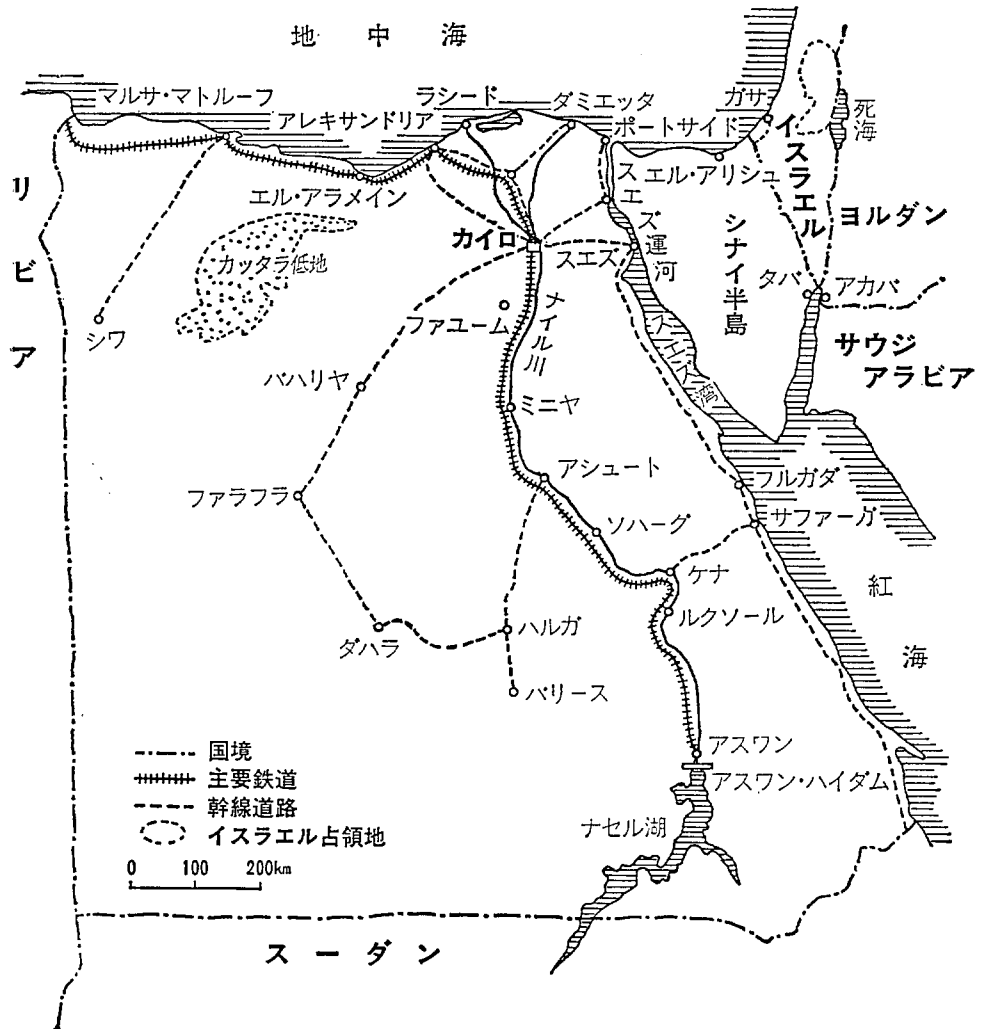 地中海
マルサ・マトルーフ
アレキサンドリア
ラシード
ダミエッタ
ポートサイド
ガサ
死海
イスラエル
エル・アラメイン
エル・アリシュ
スエズ運河
リビア
カッタラ低地
カイロ
スエズ
シナイ半島
ヨルダン
タバ
アカバ
シワ
ファユーム
ナイル川
スエズ湾
サウジ
アラビア
バハリヤ
ミニヤ
ファラフラ
アシュート
フルガダ
ソハーグ
サファーガ
ケナ
紅海
ダハラ
ハルガ
ルクソール
バリース
アスワン
アスワン・ハイダム
ナセル湖
国境
主要鉄道
幹線道路
イスラエル占領地
0 100 200km
スーダン